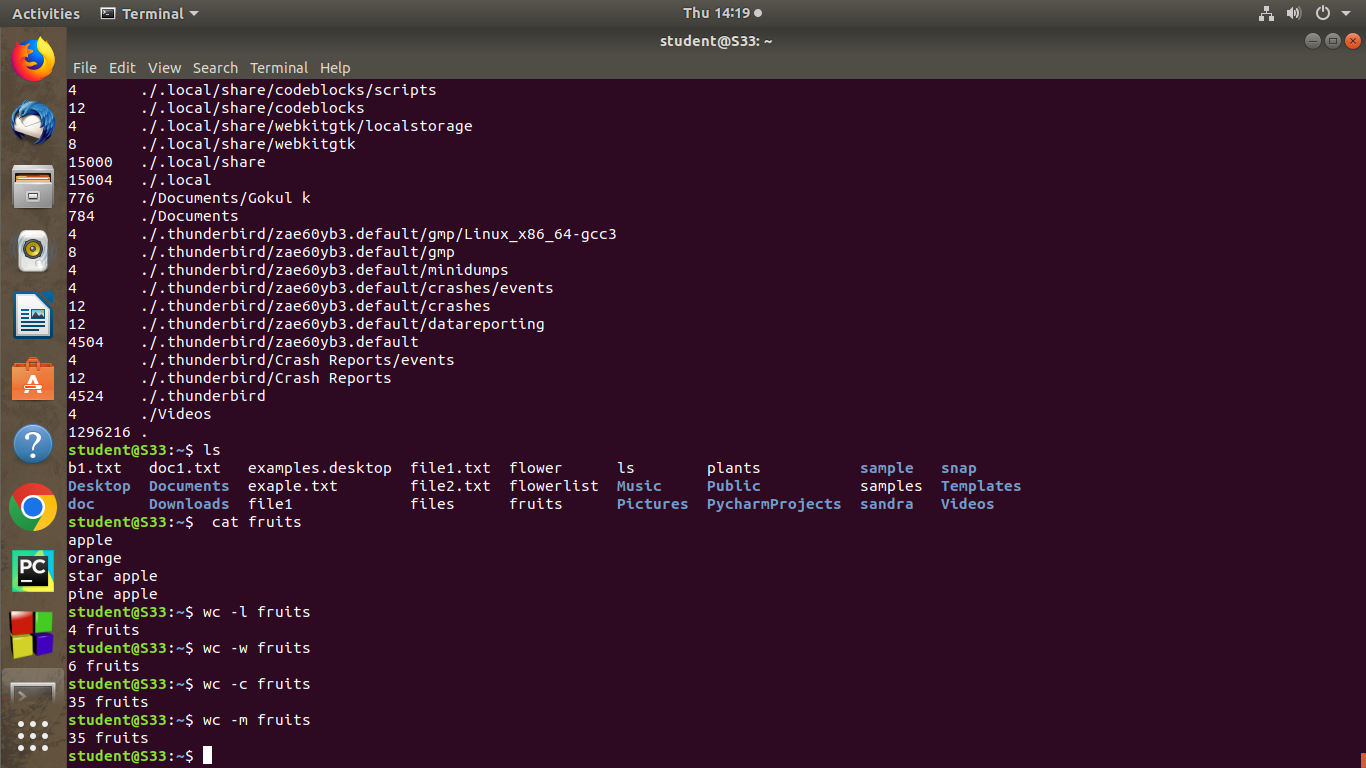 Activities Terminal Thu 14:19
student@S33: ~
File Edit View Search Terminal Help
4 ./.local/share/codeblocks/scripts
12 ./.local/share/codeblocks
4 ./.local/share/webkitgtk/localstorage
8 ./.local/share/webkitgtk
15000 ./.local/share
15004 ./.local
776 ./Documents/Gokul k
784 ./Documents
4 ./.thunderbird/zae60yb3.default/gmp/Linux_x86_64-gcc3
8 ./.thunderbird/zae60yb3.default/gmp
4 ./.thunderbird/zae60yb3.default/minidumps
4 ./.thunderbird/zae60yb3.default/crashes/events
12 ./.thunderbird/zae60yb3.default/crashes
12 ./.thunderbird/zae60yb3.default/datareporting
4504 ./.thunderbird/zae60yb3.default
4 ./.thunderbird/Crash Reports/events
12 ./.thunderbird/Crash Reports
4524 ./.thunderbird
4 ./Videos
1296216 .
student@S33:~$ ls
b1.txt doc1.txt examples.desktop file1.txt flower ls plants sample snap
Desktop Documents exaple.txt file2.txt flowerlist Music Public samples Templates
doc Downloads file1 files fruits Pictures PycharmProjects sandra Videos
student@S33:~$  cat fruits
apple
orange
star apple
pine apple
student@S33:~$ wc -l fruits
4 fruits
student@S33:~$ wc -w fruits
6 fruits
student@S33:~$ wc -c fruits
35 fruits
student@S33:~$ wc -m fruits
35 fruits
student@S33:~$
PC